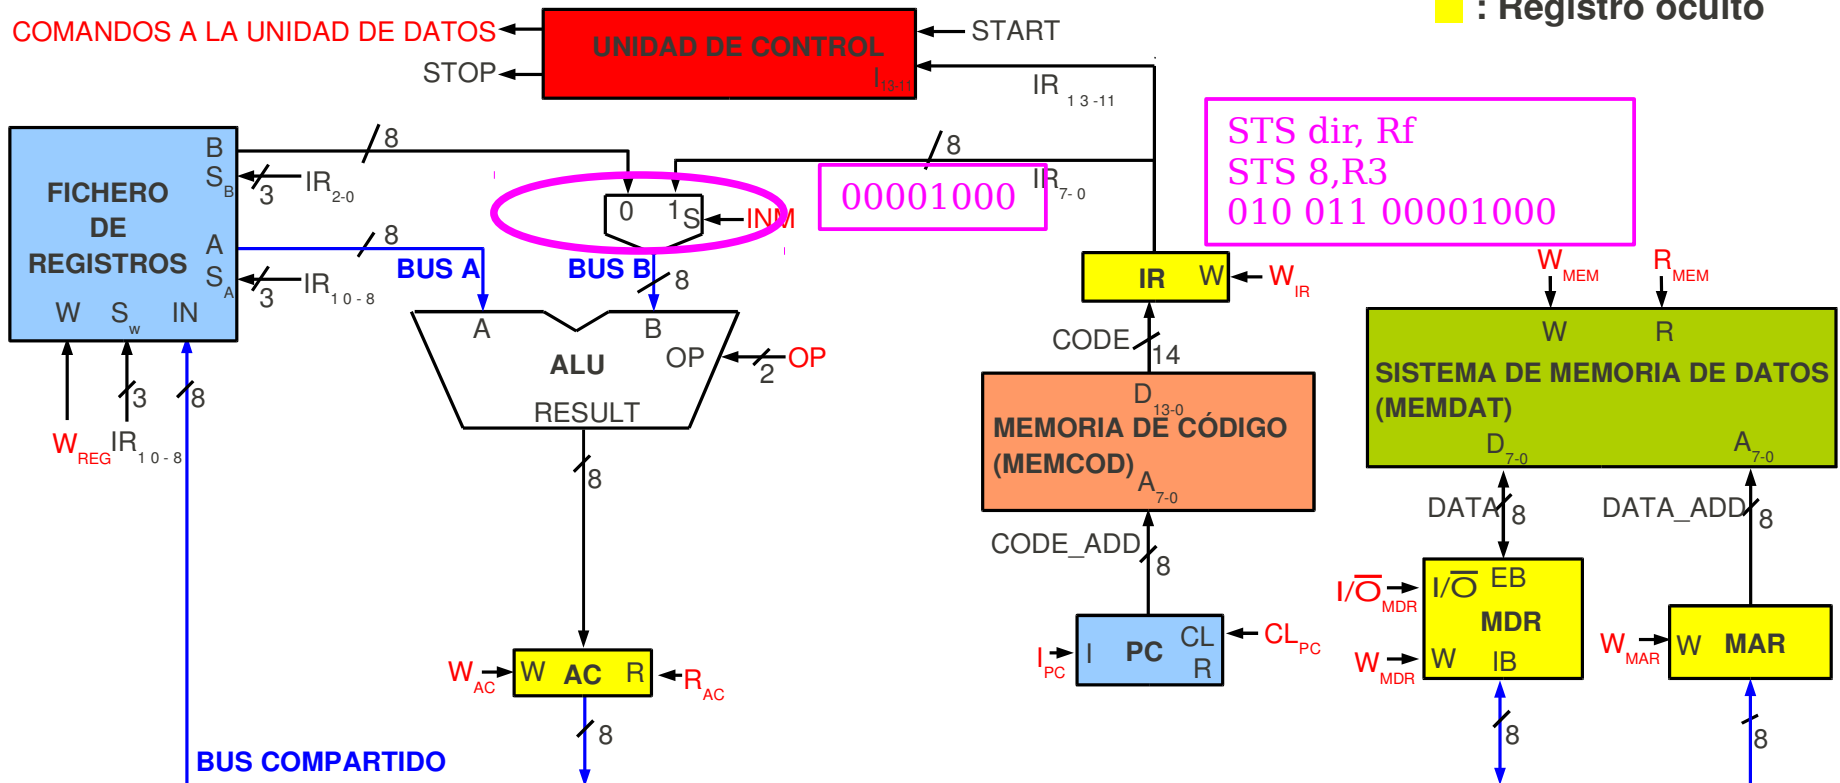 : Registro oculto
COMANDOS A LA UNIDAD DE DATOS
STOP
UNIDAD DE CONTROL
I13-11
START
IR 13-11
B
SB
8
3
IR2-0
FICHERO
DE
REGISTROS
A
SA
8
3
IR10-8
W
Sw
IN
WREG
3
IR10-8
8
0
1
S
INM
8
IR7-0
00001000
STS dir, Rf
STS 8,R3
010 011 00001000
BUS A
BUS B
8
A
B
ALU
OP
2
OP
RESULT
8
WAC
W
AC
R
RAC
8
BUS COMPARTIDO
IR
W
WIR
CODE
14
D13-0
MEMORIA DE CÓDIGO
(MEMCOD)
A7-0
CODE_ADD
8
IPC
I
PC
CL
R
CLPC
WMEM
RMEM
W
R
SISTEMA DE MEMORIA DE DATOS
(MEMDAT)
D7-0
A7-0
DATA
8
DATA_ADD
8
I/O̅MDR
I/O̅
EB
MDR
WMDR
W
IB
8
WMAR
W
MAR
8